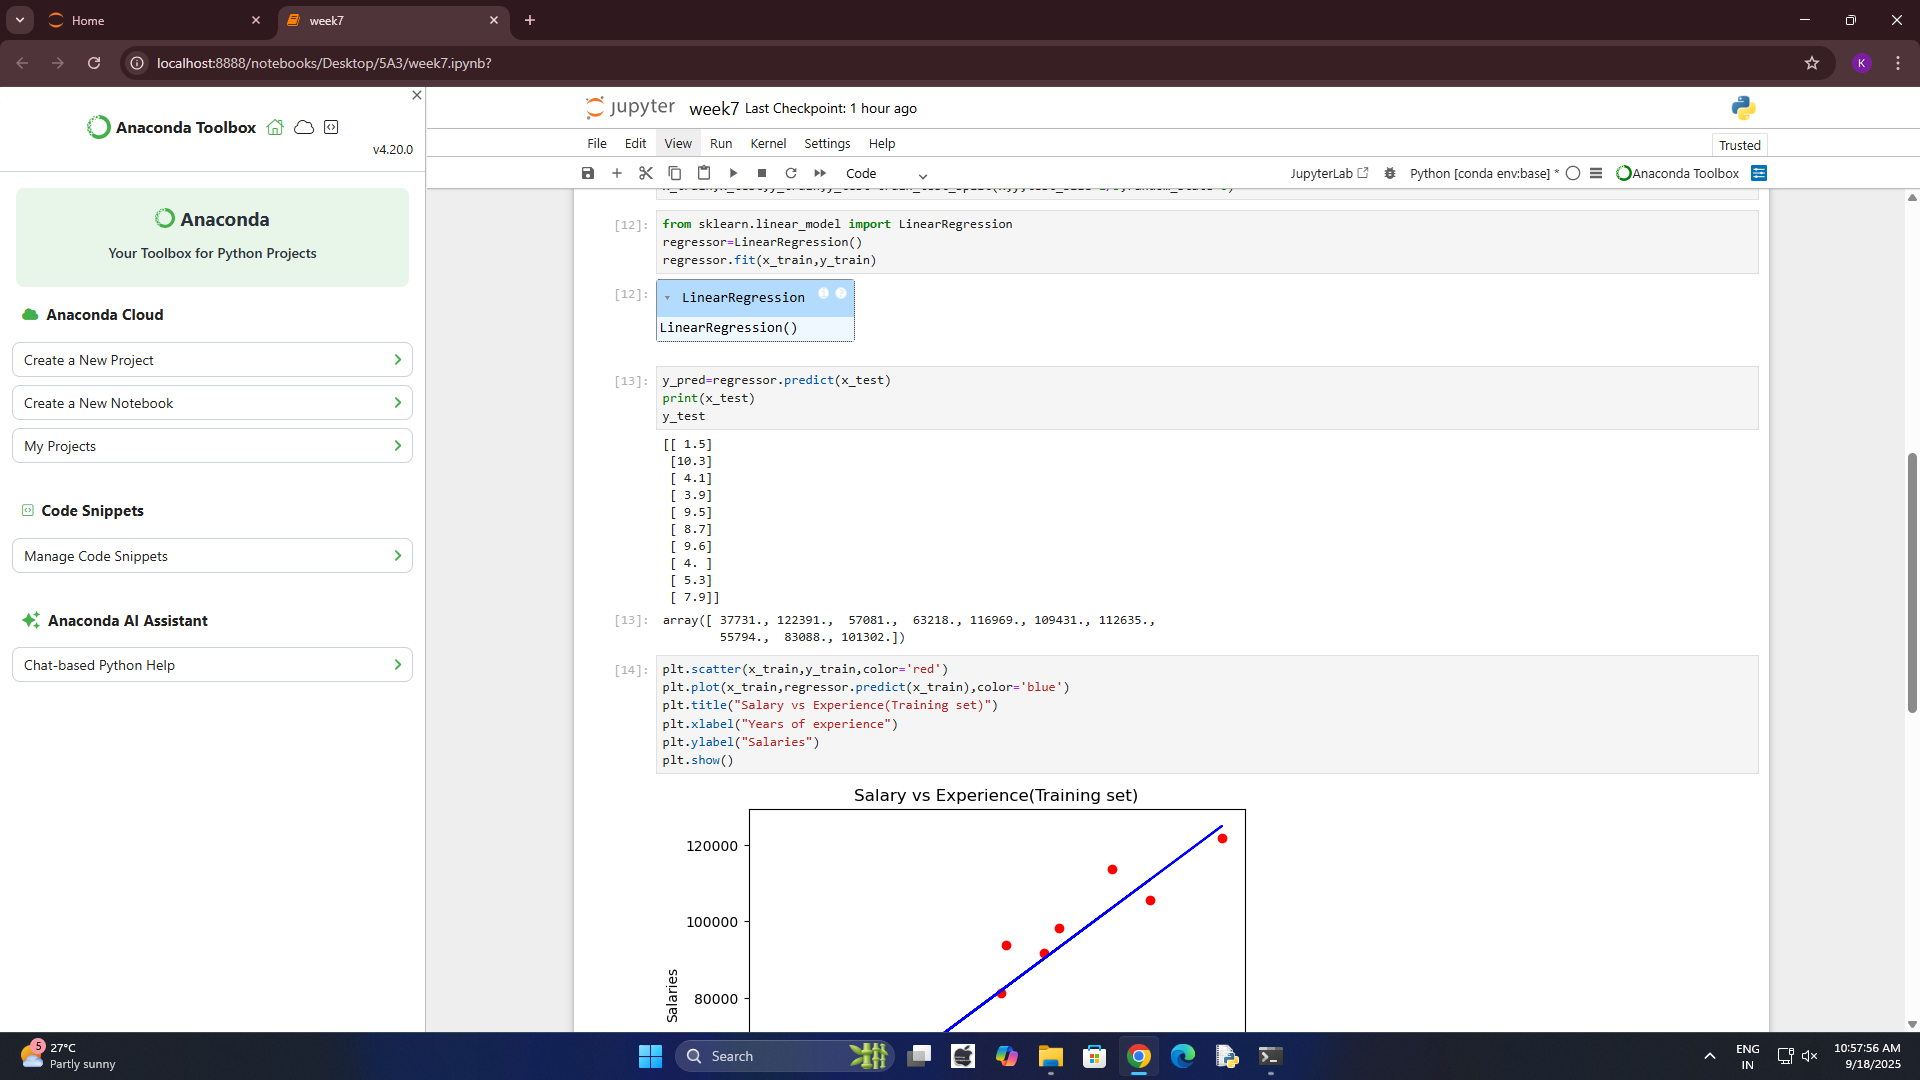 Home
week7
localhost:8888/notebooks/Desktop/5A3/week7.ipynb?
K
Anaconda Toolbox
v4.20.0
Anaconda
Your Toolbox for Python Projects
Anaconda Cloud
Create a New Project
Create a New Notebook
My Projects
Code Snippets
Manage Code Snippets
Anaconda AI Assistant
Chat-based Python Help
jupyter week7 Last Checkpoint: 1 hour ago
File Edit View Run Kernel Settings Help
Trusted
Code
JupyterLab
Python [conda env:base] *
Anaconda Toolbox
[12]:
from sklearn.linear_model import LinearRegression
regressor=LinearRegression()
regressor.fit(x_train,y_train)
[12]:
LinearRegression
LinearRegression()
[13]:
y_pred=regressor.predict(x_test)
print(x_test)
y_test
[[ 1.5]
[10.3]
[ 4.1]
[ 3.9]
[ 9.5]
[ 8.7]
[ 9.6]
[ 4. ]
[ 5.3]
[ 7.9]]
[13]:
array([ 37731., 122391.,  57081.,  63218., 116969., 109431., 112635.,
55794.,  83088., 101302.])
[14]:
plt.scatter(x_train,y_train,color='red')
plt.plot(x_train,regressor.predict(x_train),color='blue')
plt.title("Salary vs Experience(Training set)")
plt.xlabel("Years of experience")
plt.ylabel("Salaries")
plt.show()
Salary vs Experience(Training set)
120000
100000
80000
Salaries
5
27°C
Partly sunny
Search
ENG
IN
10:57:56 AM
9/18/2025